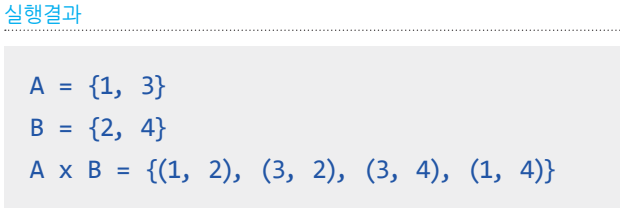 실행결과
A = {1, 3}
B = {2, 4}
A x B = {(1, 2), (3, 2), (3, 4), (1, 4)}